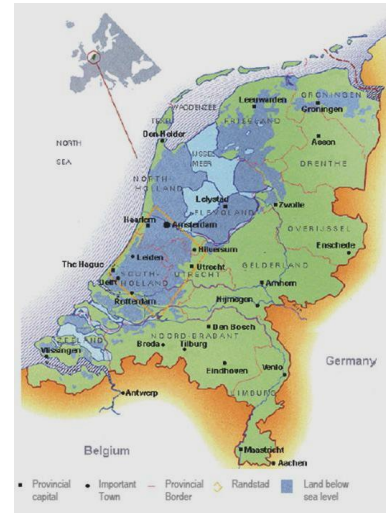 WADDENZEE
GRONINGEN
Leeuwarden
Groningen
TEXEL
FRIESLAND
Den Helder
NORTH
SEA
Assen
IJSSEL
MEER
DRENTHE
NORTH-
HOLLAND
Lelystad
FLEVOLAND
Zwolle
Haarlem
Amsterdam
OVERIJSSEL
Enschede
Hilversum
Leiden
The Hague
UTRECHT
Utrecht
GELDERLAND
Delft
SOUTH-
HOLLAND
Arnhem
Rotterdam
Nijmegen
ZEELAND
Den Bosch
NOORD-BRABANT
Vlissingen
Breda
Tilburg
Germany
Eindhoven
Venlo
Antwerp
LIMBURG
Belgium
Maastricht
Aachen
Provincial
capital
Important
Town
Provincial
Border
Randstad
Land below
sea level